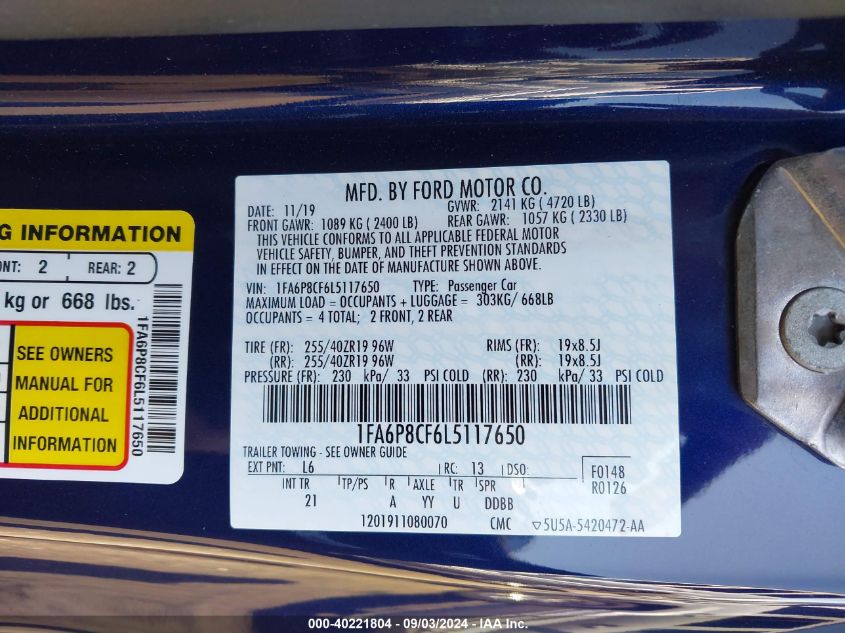 G INFORMATION
NT: 2 REAR: 2
kg or 668 lbs.
SEE OWNERS
MANUAL FOR
ADDITIONAL
INFORMATION
1FA6P8CF6L5117650
MFD. BY FORD MOTOR CO.
DATE: 11/19 GVWR: 2141 KG (4720 LB)
FRONT GAWR: 1089 KG (2400 LB) REAR GAWR: 1057 KG (2330 LB)
THIS VEHICLE CONFORMS TO ALL APPLICABLE FEDERAL MOTOR
VEHICLE SAFETY, BUMPER, AND THEFT PREVENTION STANDARDS
IN EFFECT ON THE DATE OF MANUFACTURE SHOWN ABOVE.
VIN: 1FA6P8CF6L5117650 TYPE: Passenger Car
MAXIMUM LOAD = OCCUPANTS + LUGGAGE = 303KG/ 668LB
OCCUPANTS = 4 TOTAL; 2 FRONT, 2 REAR
TIRE (FR): 255/40ZR19 96W RIMS (FR): 19x8.5J
(RR): 255/40ZR19 96W (RR): 19x8.5J
PRESSURE (FR): 230 kPa/ 33 PSI COLD (RR): 230 kPa/ 33 PSI COLD
1FA6P8CF6L5117650
TRAILER TOWING - SEE OWNER GUIDE
EXT PNT: L6 RC: 13 DSO: F0148
INT TR TP/PS R AXLE TR SPR R0126
21 A YY U DDBB
1201911080070 CMC ▽5U5A-5420472-AA
000-40221804 - 09/03/2024 - IAA Inc.